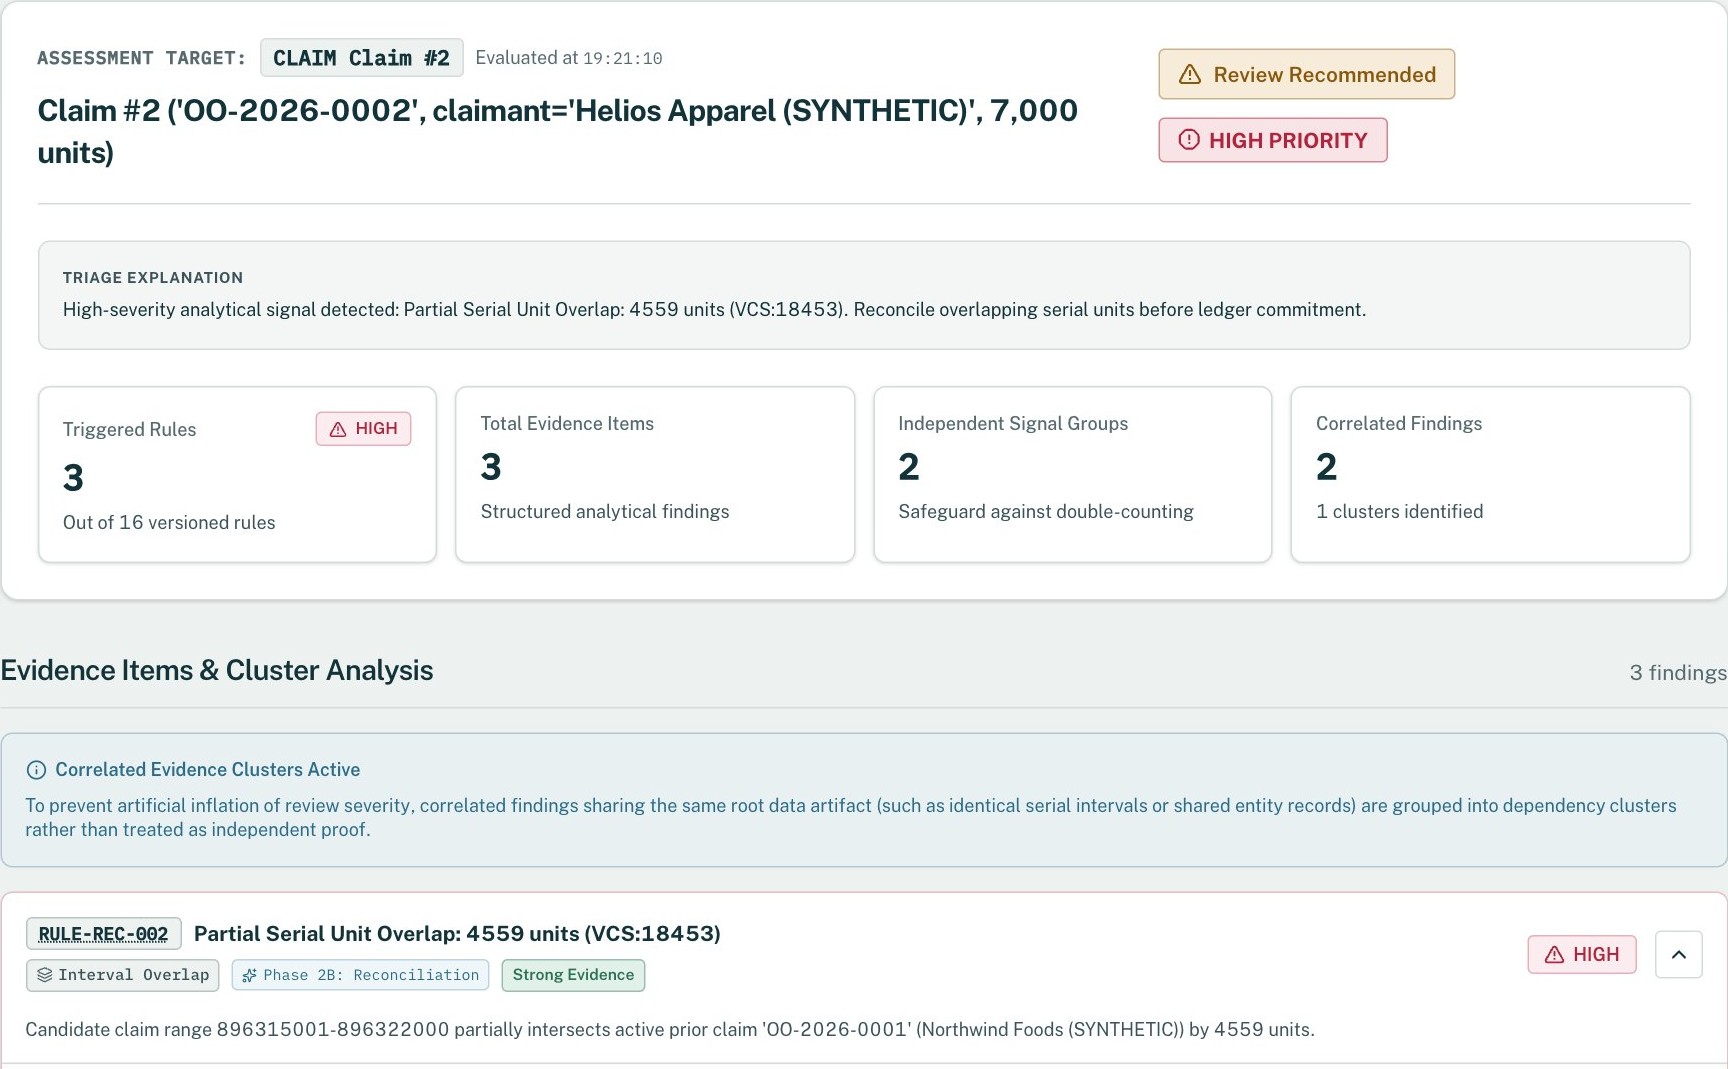 ASSESSMENT TARGET: CLAIM Claim #2 Evaluated at 19:21:10
Review Recommended
Claim #2 ('OO-2026-0002', claimant='Helios Apparel (SYNTHETIC)', 7,000
units)
HIGH PRIORITY
TRIAGE EXPLANATION
High-severity analytical signal detected: Partial Serial Unit Overlap: 4559 units (VCS:18453). Reconcile overlapping serial units before ledger commitment.
Triggered Rules HIGH
3
Out of 16 versioned rules
Total Evidence Items
3
Structured analytical findings
Independent Signal Groups
2
Safeguard against double-counting
Correlated Findings
2
1 clusters identified
Evidence Items & Cluster Analysis
3 findings
Correlated Evidence Clusters Active
To prevent artificial inflation of review severity, correlated findings sharing the same root data artifact (such as identical serial intervals or shared entity records) are grouped into dependency clusters
rather than treated as independent proof.
RULE-REC-002 Partial Serial Unit Overlap: 4559 units (VCS:18453)
HIGH
Interval Overlap Phase 2B: Reconciliation Strong Evidence
Candidate claim range 896315001-896322000 partially intersects active prior claim 'OO-2026-0001' (Northwind Foods (SYNTHETIC)) by 4559 units.